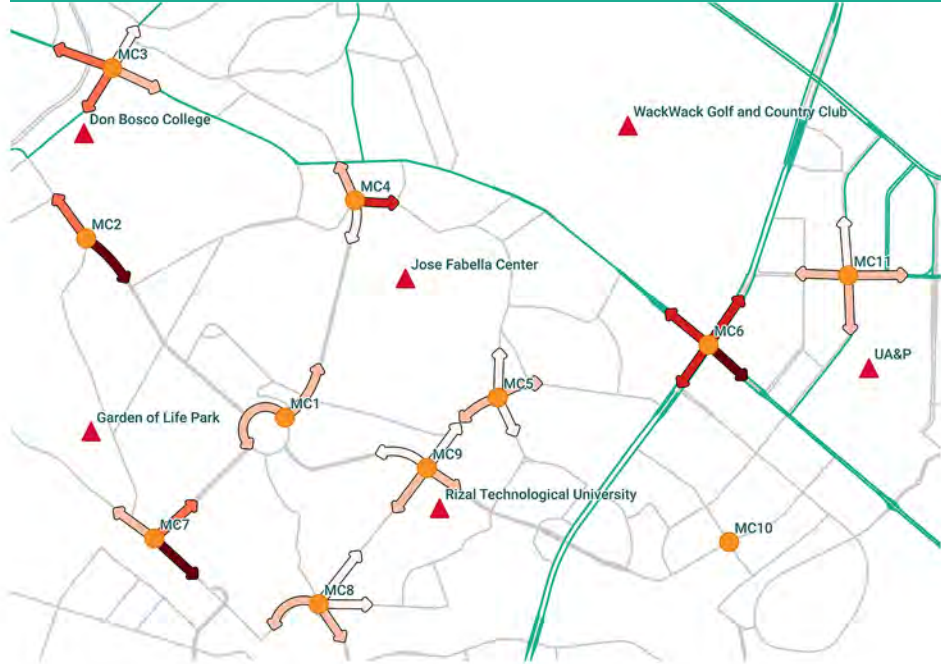 MC3
Don Bosco College
WackWack Golf and Country Club
MC4
MC2
Jose Fabella Center
MC11
MC6
UA&P
MC5
MC1
Garden of Life Park
MC9
Rizal Technological University
MC7
MC10
MC8